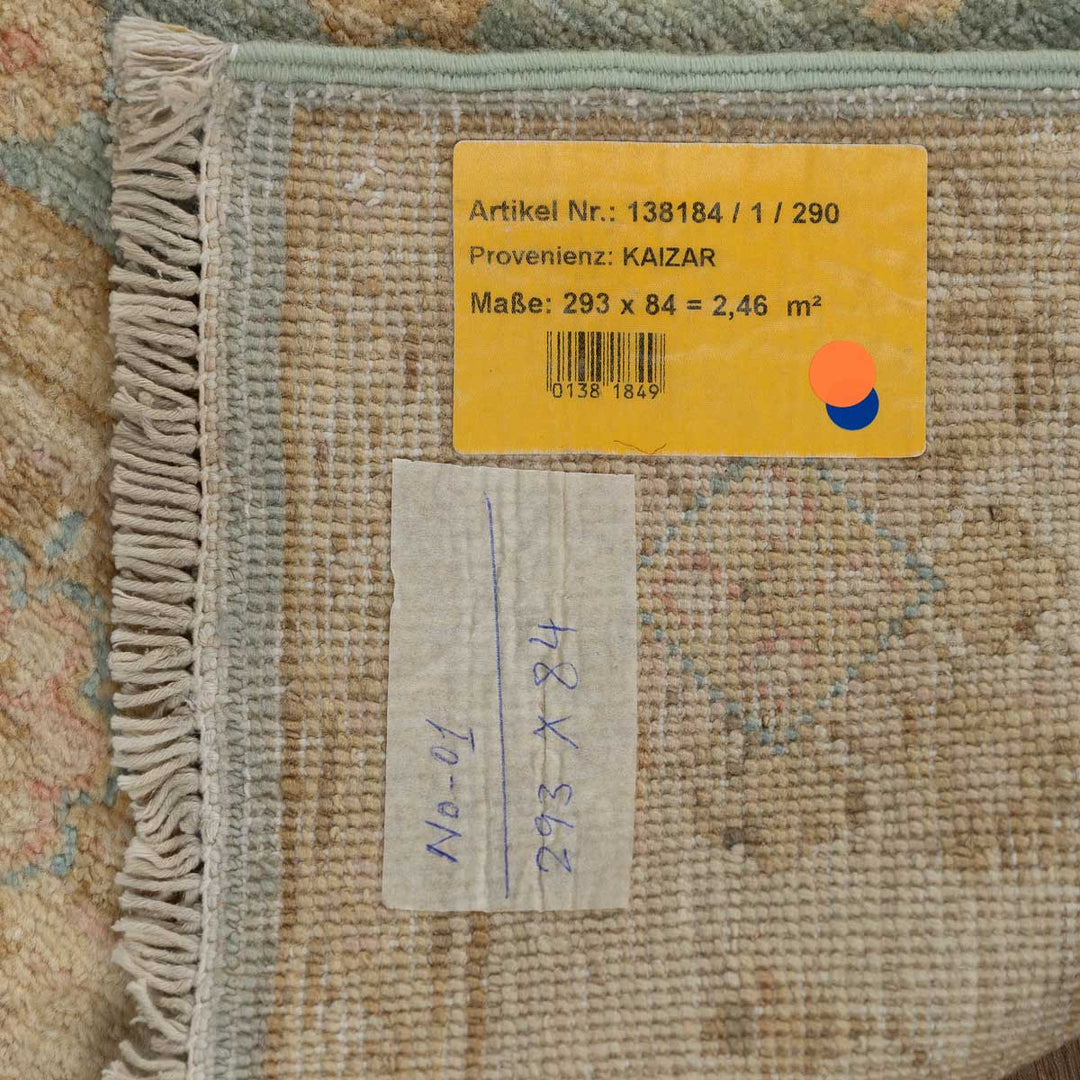 Artikel Nr.: 138184 / 1 / 290
Provenienz: KAIZAR
Maße: 293 x 84 = 2,46 m²
0138 1849
No-01
293 X 84